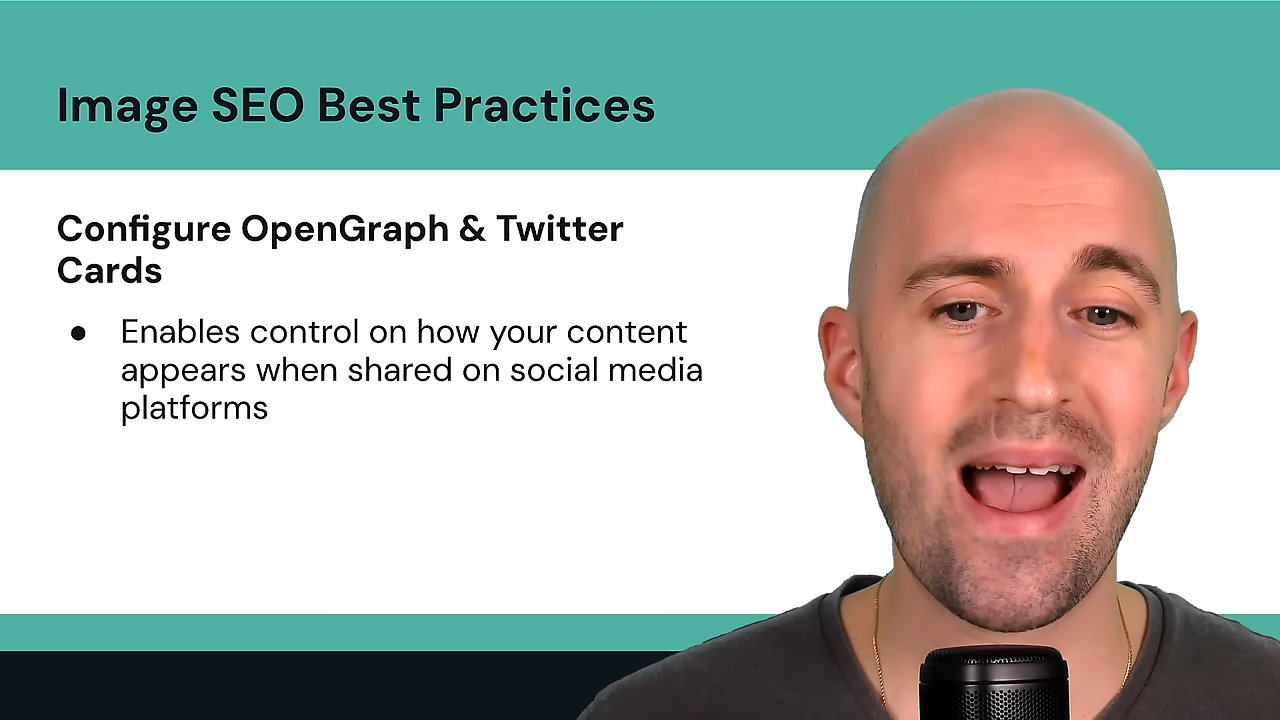 Image SEO Best Practices
Configure OpenGraph & Twitter
Cards
● Enables control on how your content
appears when shared on social media
platforms